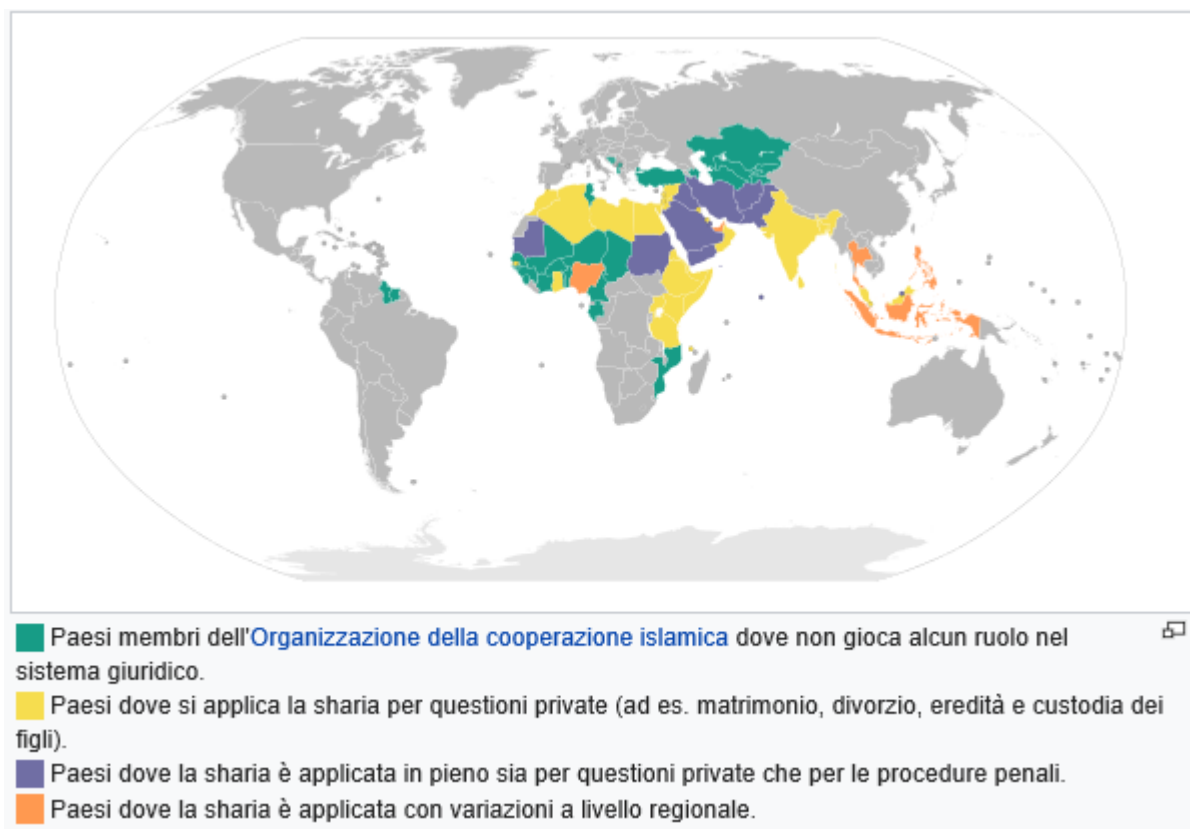 Paesi membri dell'Organizzazione della cooperazione islamica dove non gioca alcun ruolo nel
sistema giuridico.
Paesi dove si applica la sharia per questioni private (ad es. matrimonio, divorzio, eredità e custodia dei
figli).
Paesi dove la sharia è applicata in pieno sia per questioni private che per le procedure penali.
Paesi dove la sharia è applicata con variazioni a livello regionale.